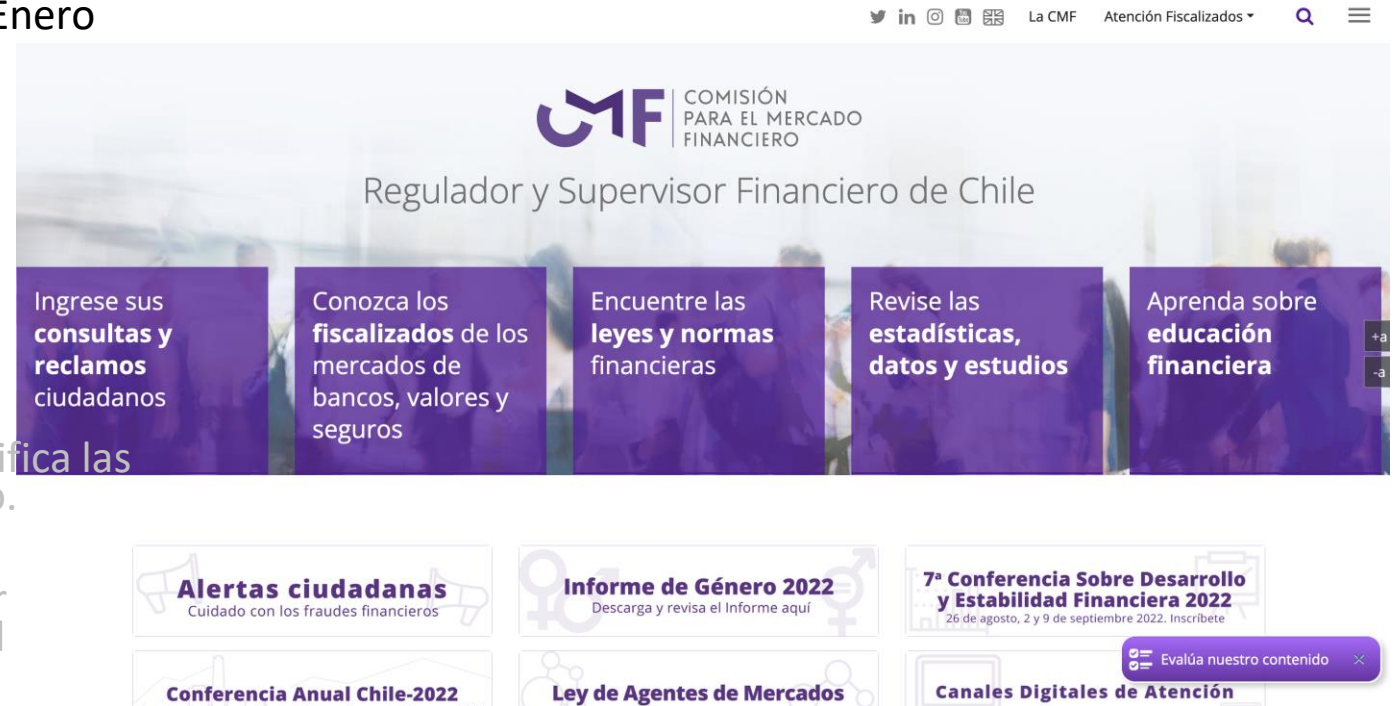 Enero
La CMF
Atención Fiscalizados
CMF
COMISIÓN
PARA EL MERCADO
FINANCIERO
Regulador y Supervisor Financiero de Chile
Ingrese sus
consultas y
reclamos
ciudadanos
Conozca los
fiscalizados de los
mercados de
bancos, valores y
seguros
Encuentre las
leyes y normas
financieras
Revise las
estadísticas,
datos y estudios
Aprenda sobre
educación
financiera
+a
-a
ifica las
Alertas ciudadanas
Cuidado con los fraudes financieros
Informe de Género 2022
Descarga y revisa el Informe aquí
7ª Conferencia Sobre Desarrollo
y Estabilidad Financiera 2022
26 de agosto, 2 y 9 de septiembre 2022. Inscríbete
Evalúa nuestro contenido
Conferencia Anual Chile-2022
Ley de Agentes de Mercados
Canales Digitales de Atención